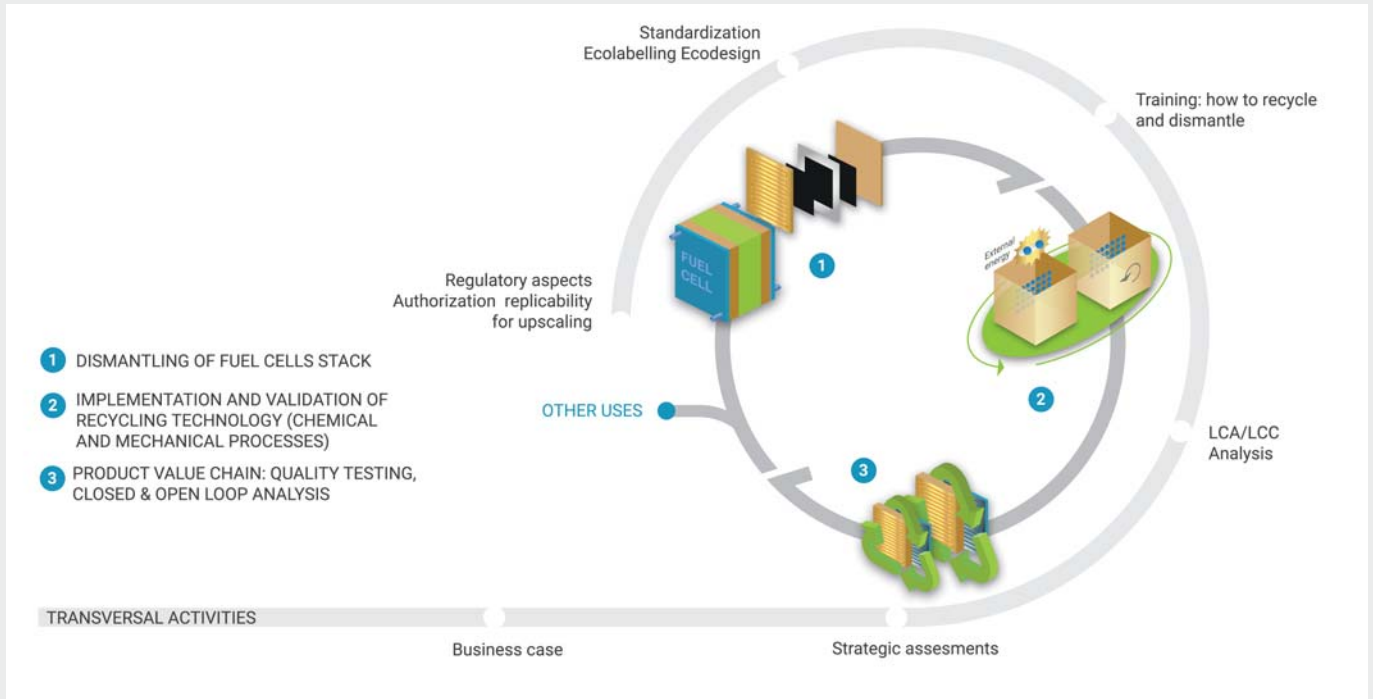 Standardization
Ecolabelling Ecodesign
Training: how to recycle
and dismantle
FUEL
CELL
1
External
energy
Regulatory aspects
Authorization replicability
for upscaling
1 DISMANTLING OF FUEL CELLS STACK
2 IMPLEMENTATION AND VALIDATION OF
RECYCLING TECHNOLOGY (CHEMICAL
AND MECHANICAL PROCESSES)
3 PRODUCT VALUE CHAIN: QUALITY TESTING,
CLOSED & OPEN LOOP ANALYSIS
OTHER USES
2
LCA/LCC
Analysis
3
TRANSVERSAL ACTIVITIES
Business case
Strategic assesments